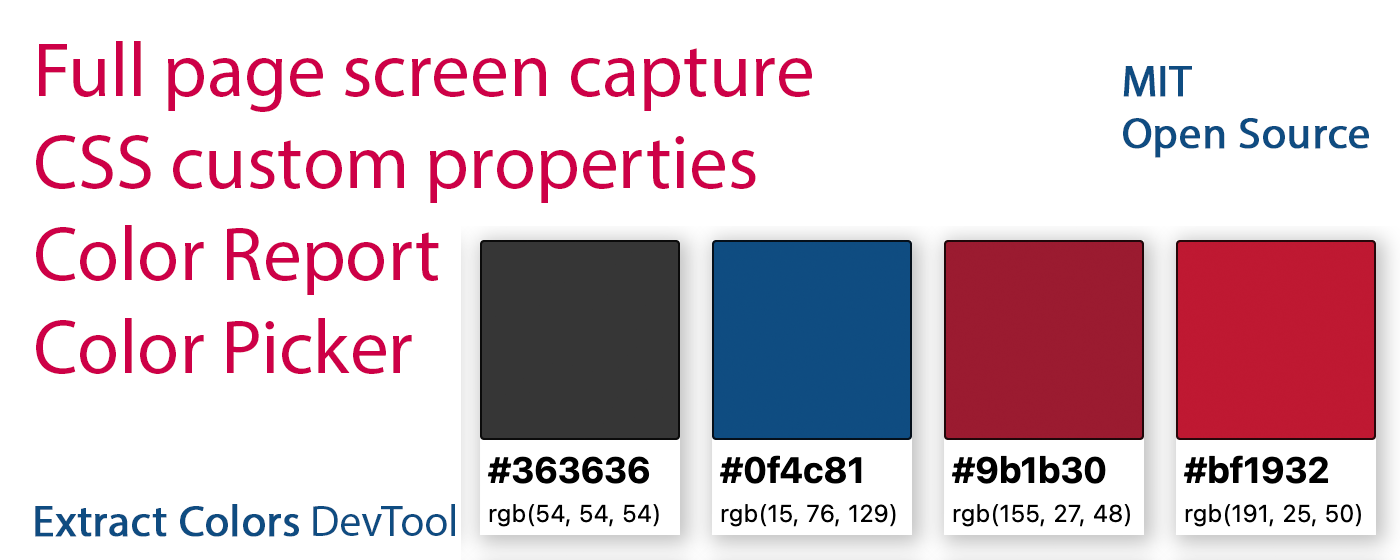 Full page screen capture
CSS custom properties
Color Report
Color Picker
MIT
Open Source
#363636
rgb(54, 54, 54)
#0f4c81
rgb(15, 76, 129)
#9b1b30
rgb(155, 27, 48)
#bf1932
rgb(191, 25, 50)
Extract Colors DevTool